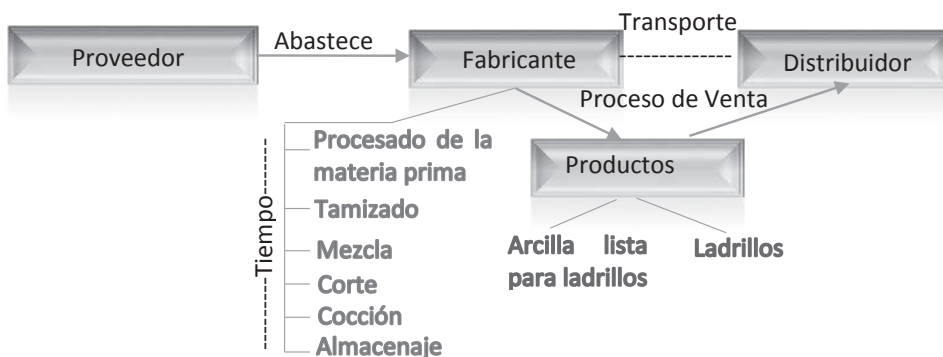 Transporte
Proveedor
Abastece
Fabricante
Distribuidor
Proceso de Venta
Procesado de la
materia prima
Tamizado
Mezcla
Corte
Cocción
Almacenaje
Tiempo
Productos
Arcilla lista
para ladrillos
Ladrillos